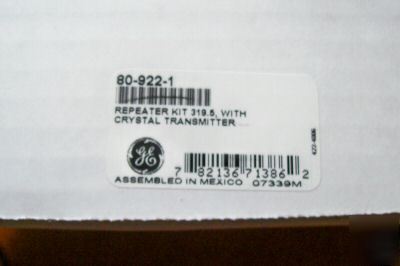 80-922-1
REPEATER KIT 319.5, WITH
CRYSTAL TRANSMITTER
GE
7 82136 71386 2
ASSEMBLED IN MEXICO 07339M